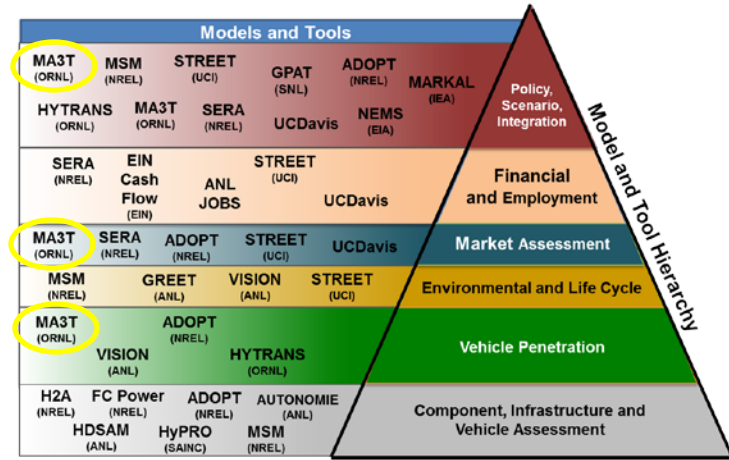 Models and Tools
MA3T MSM STREET GPAT ADOPT MARKAL
(ORNL) (NREL) (UCI) (SNL) (NREL) (IEA)
HYTRANS MA3T SERA UCDavis NEMS
(ORNL) (ORNL) (NREL) (EIA)
Policy,
Scenario,
Integration
SERA EIN Cash Flow ANL JOBS STREET UCDavis
(NREL) (EIN) (UCI)
Financial
and Employment
MA3T SERA ADOPT STREET UCDavis
(ORNL) (NREL) (NREL) (UCI)
Market Assessment
MSM GREET VISION STREET
(NREL) (ANL) (ANL) (UCI)
Environmental and Life Cycle
MA3T ADOPT
(ORNL) (NREL)
VISION HYTRANS
(ANL) (ORNL)
Vehicle Penetration
H2A FC Power ADOPT AUTONOMIE
(NREL) (NREL) (NREL) (ANL)
HDSAM HyPRO MSM
(ANL) (SAINC) (NREL)
Component, Infrastructure and
Vehicle Assessment
Model and Tool Hierarchy